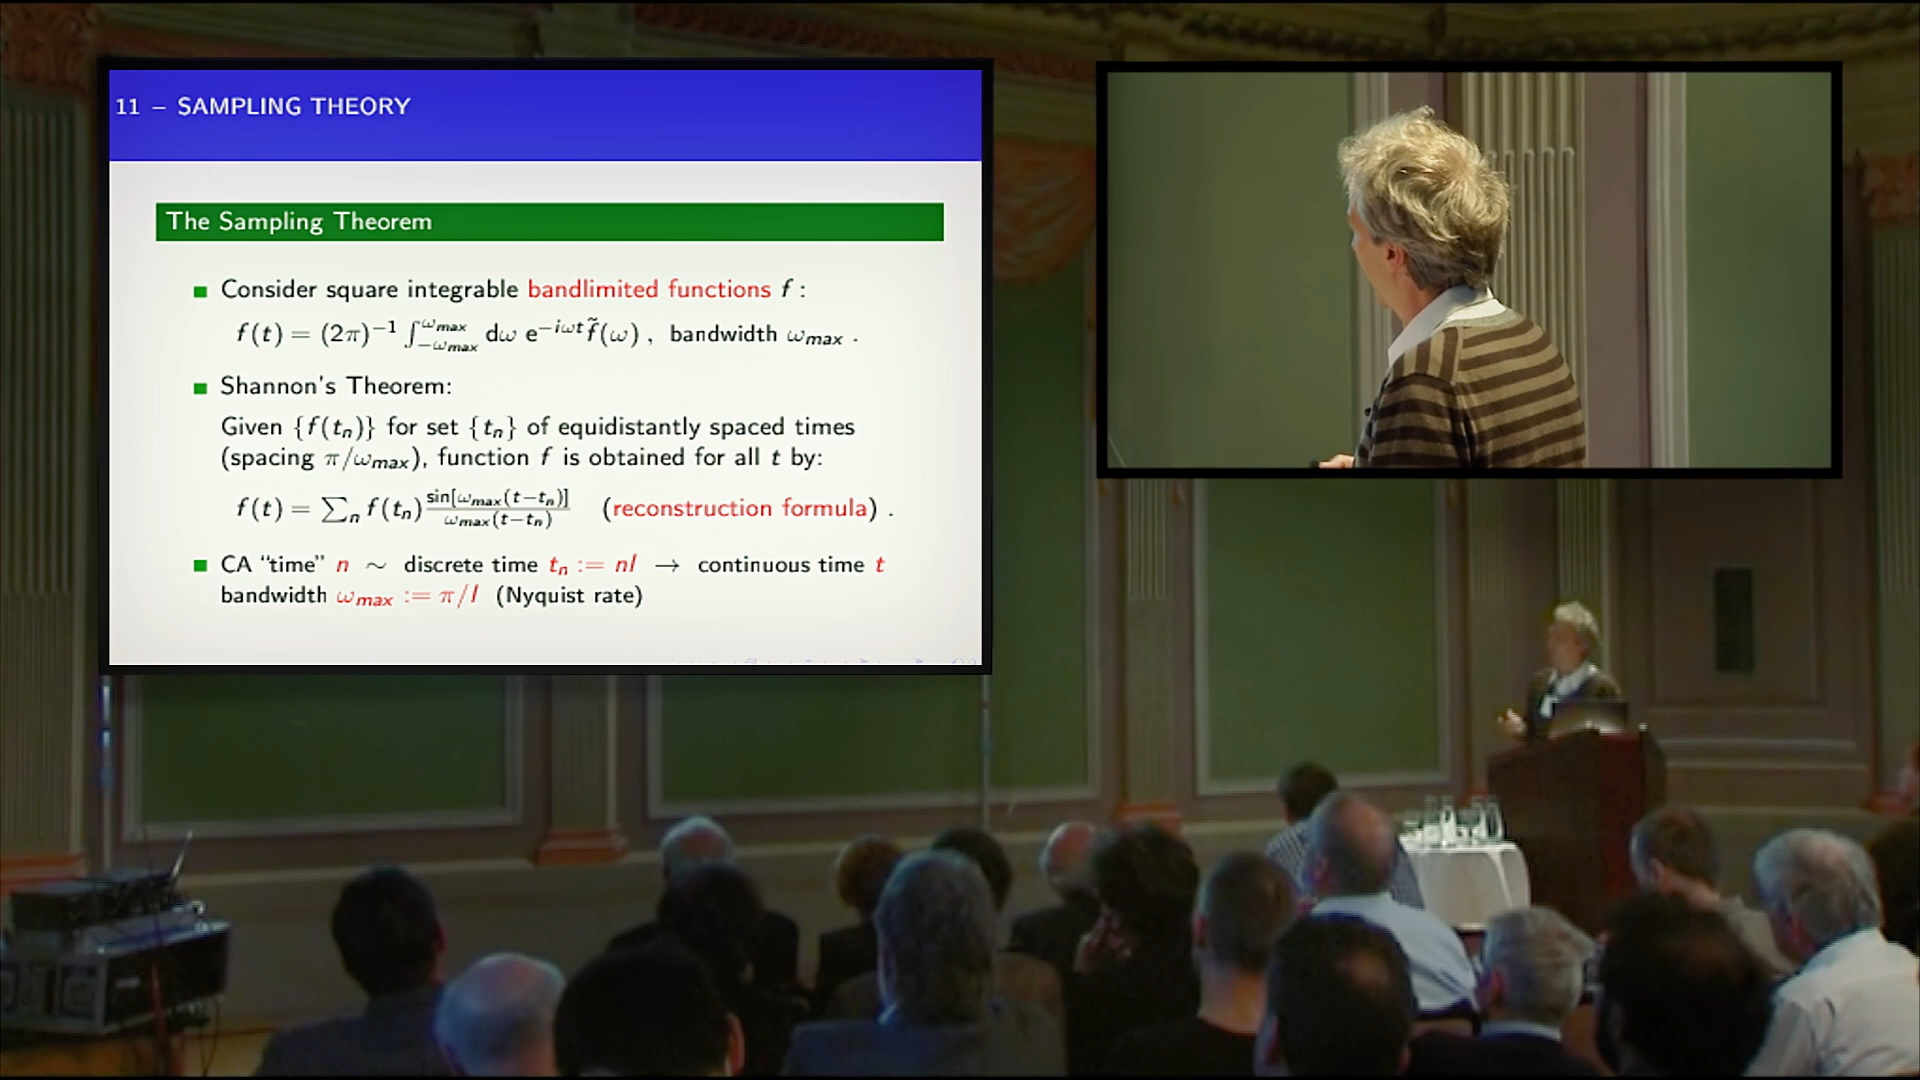 11 – SAMPLING THEORY
The Sampling Theorem
Consider square integrable bandlimited functions f :
f(t) = (2π)⁻¹ ∫_{−ω_max}^{ω_max} dω e^{−iωt} f̃(ω) , bandwidth ω_max .
Shannon's Theorem:
Given {f(t_n)} for set {t_n} of equidistantly spaced times
(spacing π/ω_max), function f is obtained for all t by:
f(t) = ∑_n f(t_n) sin[ω_max(t−t_n)] / ω_max(t−t_n) (reconstruction formula) .
CA “time” n ∼ discrete time t_n := nl → continuous time t
bandwidth ω_max := π/l (Nyquist rate)